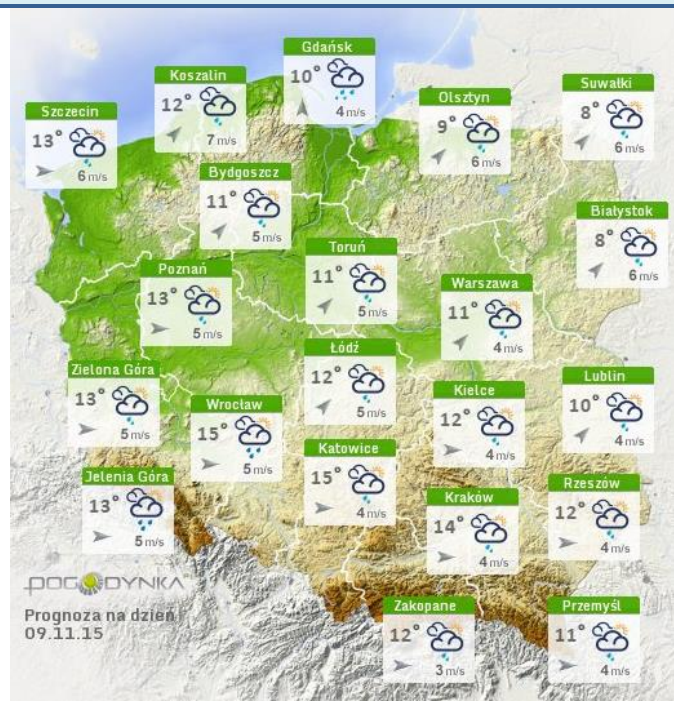 Gdańsk
10°
4 m/s
Koszalin
12°
7 m/s
Suwałki
8°
6 m/s
Olsztyn
9°
6 m/s
Szczecin
13°
6 m/s
Bydgoszcz
11°
5 m/s
Białystok
8°
6 m/s
Toruń
11°
5 m/s
Poznań
13°
5 m/s
Warszawa
11°
4 m/s
Łódź
12°
5 m/s
Zielona Góra
13°
5 m/s
Lublin
10°
4 m/s
Kielce
12°
4 m/s
Wrocław
15°
5 m/s
Katowice
15°
4 m/s
Jelenia Góra
13°
5 m/s
Rzeszów
12°
4 m/s
Kraków
14°
4 m/s
POGODYNKA
Prognoza na dzień
09.11.15
Zakopane
12°
3 m/s
Przemyśl
11°
4 m/s